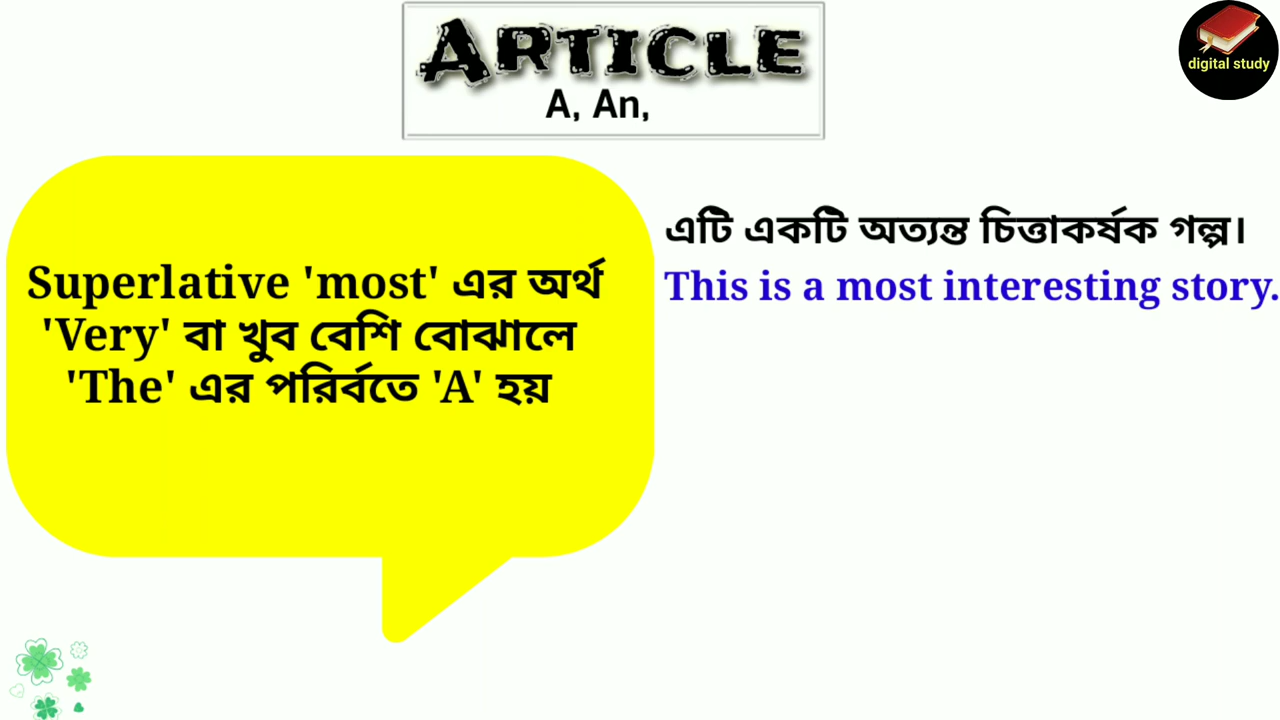 ARTICLE
A, An,
digital study
Superlative 'most' এর অর্থ
'Very' বা খুব বেশি বোঝালে
'The' এর পরির্বতে 'A' হয়
এটি একটি অত্যন্ত চিত্তাকর্ষক গল্প।
This is a most interesting story.